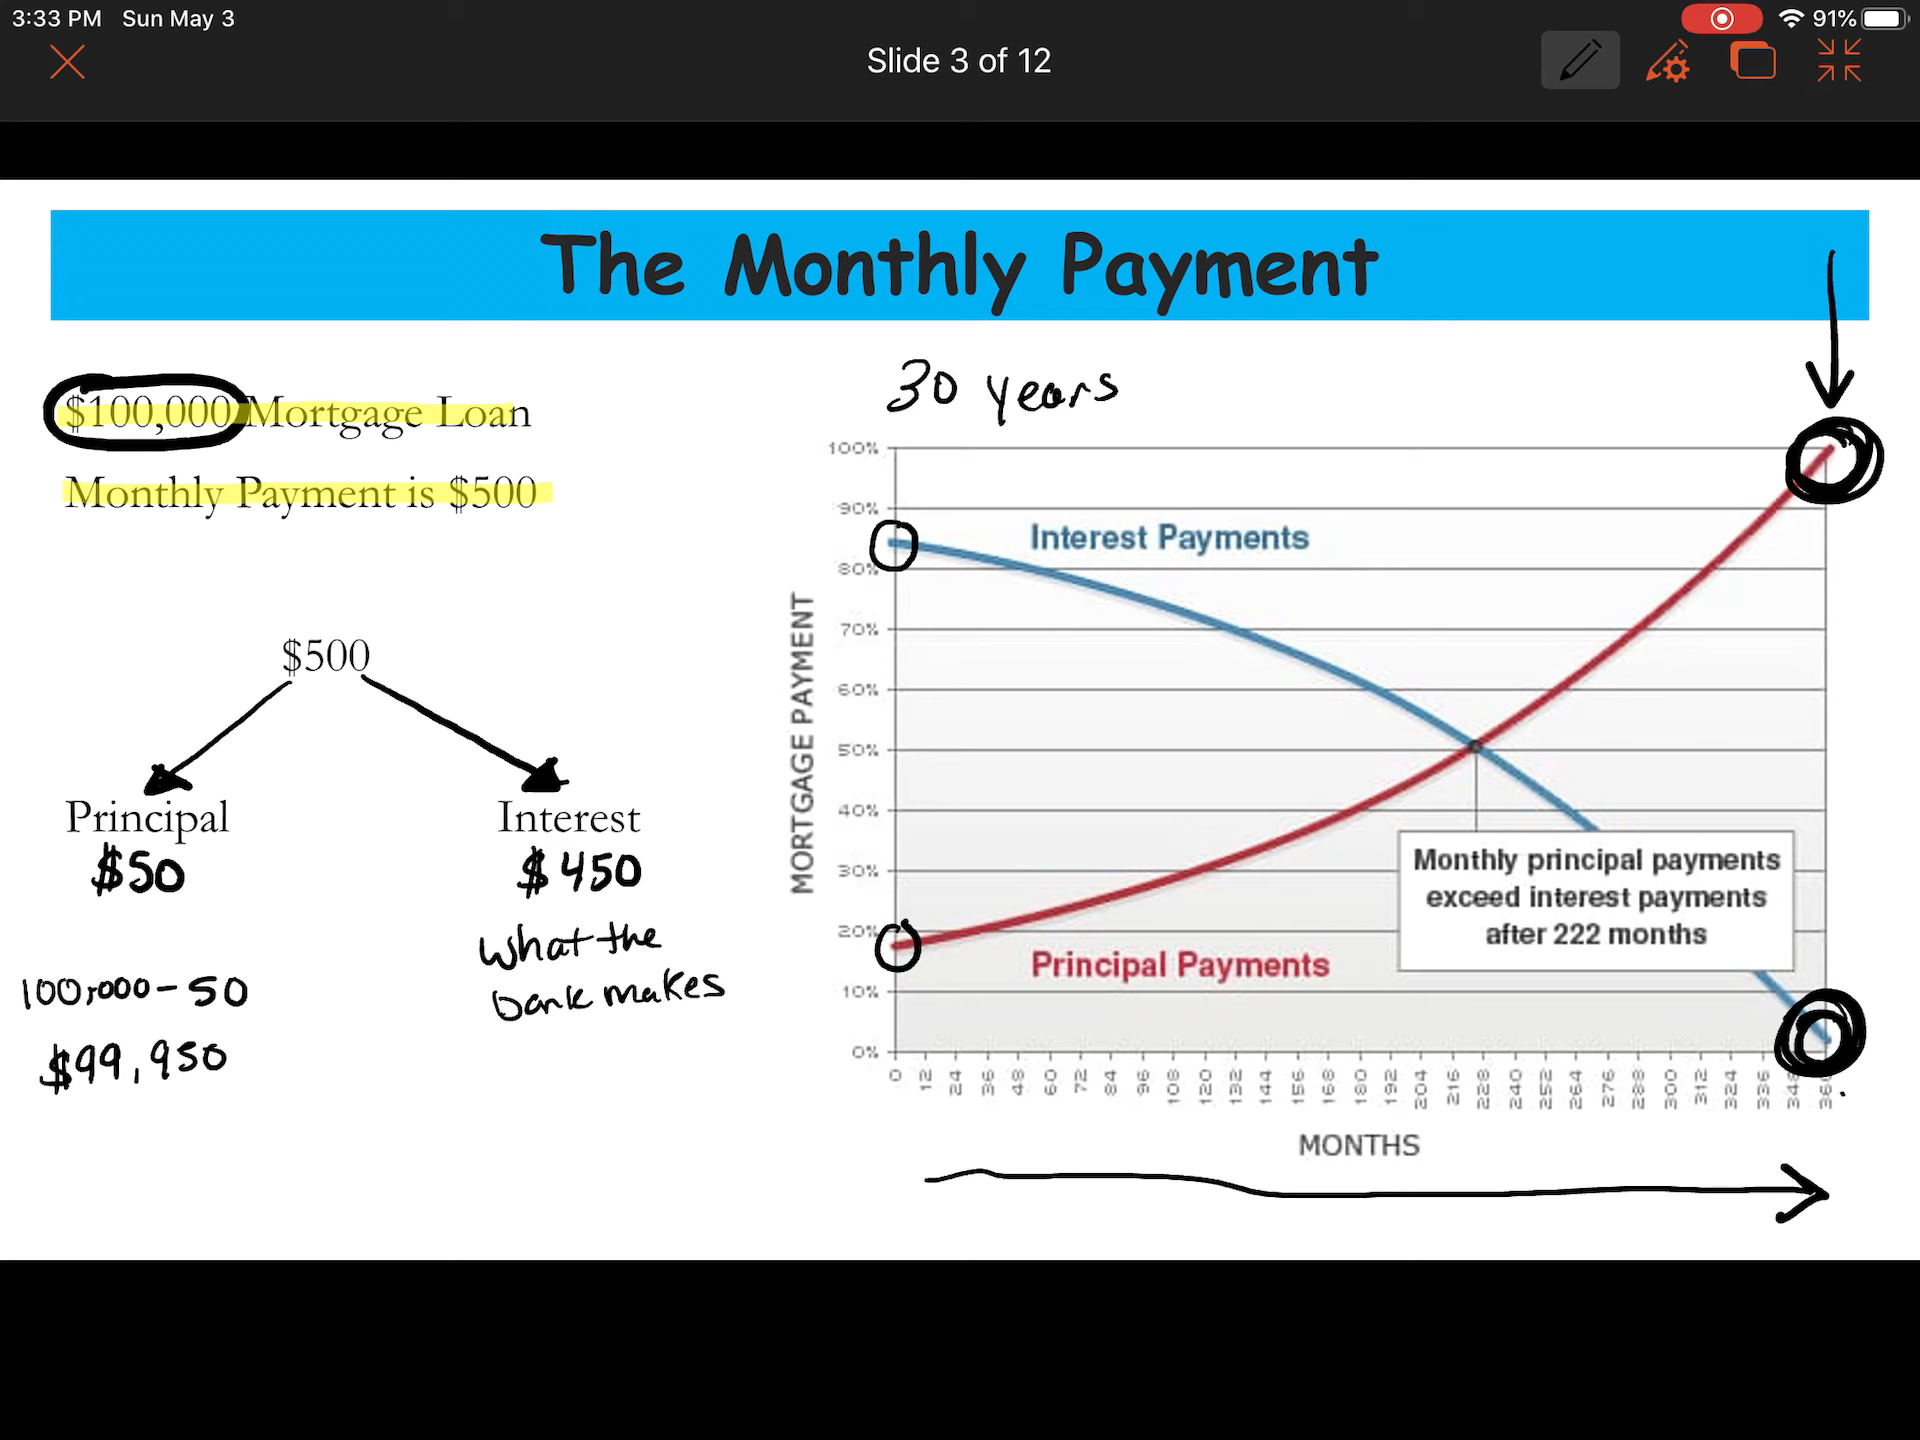 3:33 PM Sun May 3
91%
Slide 3 of 12
The Monthly Payment
$100,000 Mortgage Loan
Monthly Payment is $500
$500
Principal
Interest
$50
$450
what the
bank makes
100,000 - 50
$99,950
30 years
MORTGAGE PAYMENT
100%
90%
80%
70%
60%
50%
40%
30%
20%
10%
0%
Interest Payments
Principal Payments
Monthly principal payments
exceed interest payments
after 222 months
0 12 24 36 48 60 72 84 96 108 120 132 144 156 168 180 192 204 216 228 240 252 264 276 288 300 312 324 336 348 360
MONTHS